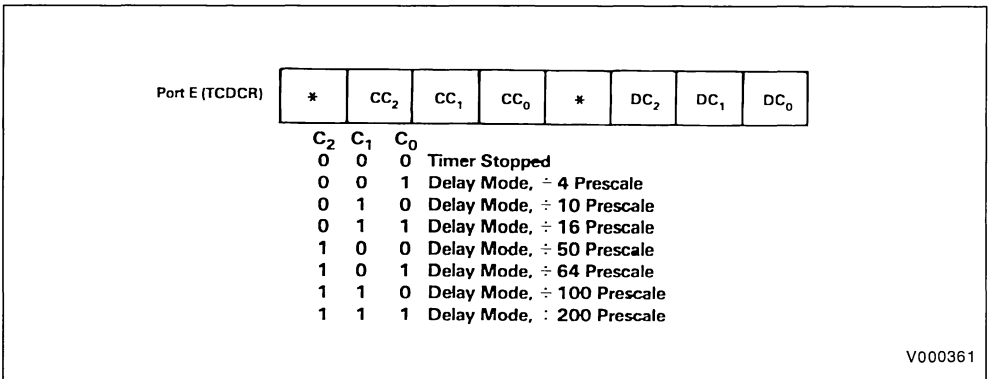 Port E (TCDCR) * CC₂ CC₁ CC₀ * DC₂ DC₁ DC₀
C₂ C₁ C₀
0 0 0 Timer Stopped
0 0 1 Delay Mode, ÷ 4 Prescale
0 1 0 Delay Mode, ÷ 10 Prescale
0 1 1 Delay Mode, ÷ 16 Prescale
1 0 0 Delay Mode, ÷ 50 Prescale
1 0 1 Delay Mode, ÷ 64 Prescale
1 1 0 Delay Mode, ÷ 100 Prescale
1 1 1 Delay Mode, : 200 Prescale
V000361